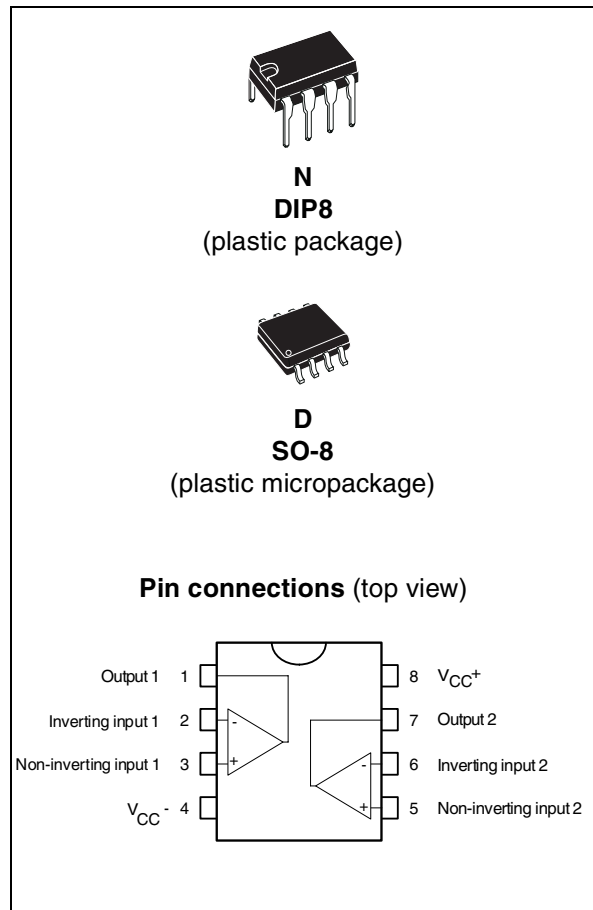 N
DIP8
(plastic package)
D
SO-8
(plastic micropackage)
Pin connections (top view)
Output 1 1
8 VCC+
Inverting input 1 2
-
7 Output 2
Non-inverting input 1 3
+
-
6 Inverting input 2
VCC - 4
+
5 Non-inverting input 2